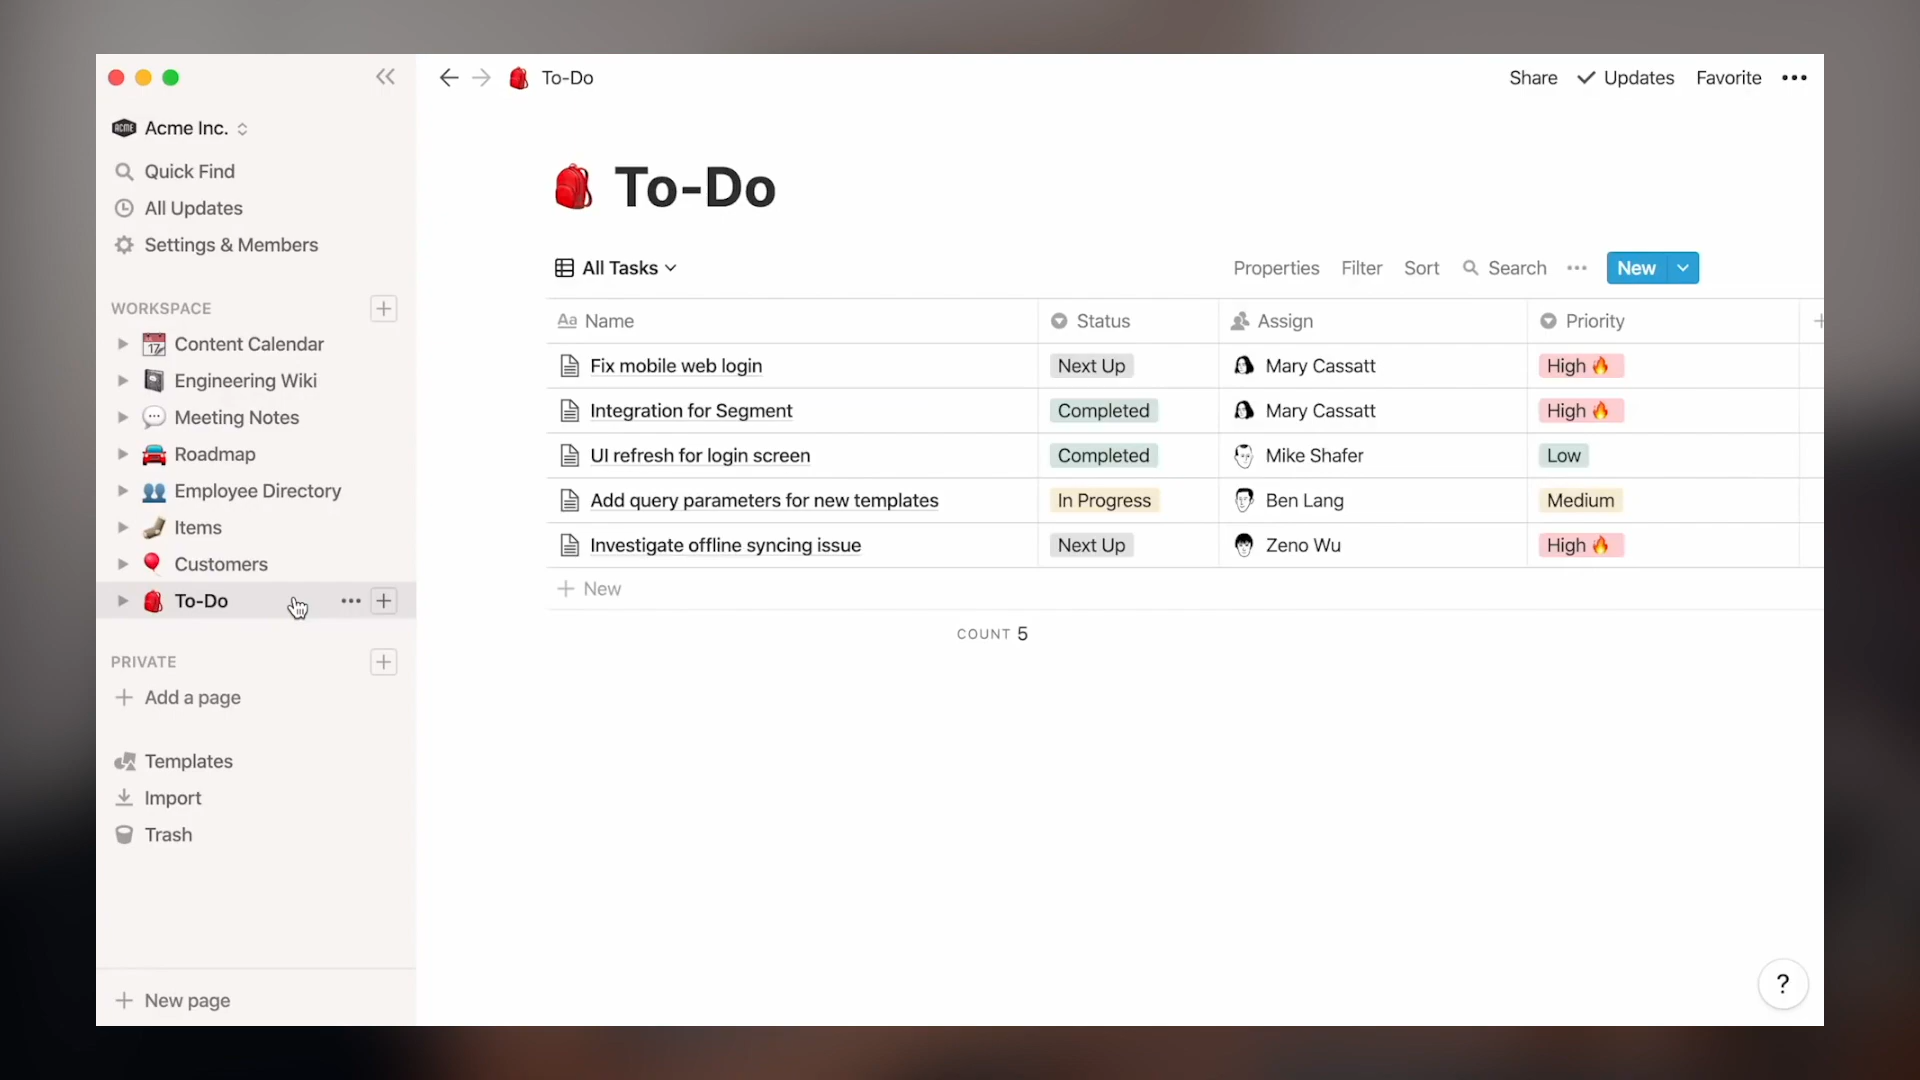 To-Do
Share Updates Favorite
ACME Acme Inc.
Quick Find
All Updates
Settings & Members
WORKSPACE
17 Content Calendar
Engineering Wiki
Meeting Notes
Roadmap
Employee Directory
Items
Customers
To-Do
PRIVATE
Add a page
Templates
Import
Trash
New page
To-Do
All Tasks
Properties Filter Sort Search New
Aa Name Status Assign Priority
Fix mobile web login Next Up Mary Cassatt High
Integration for Segment Completed Mary Cassatt High
UI refresh for login screen Completed Mike Shafer Low
Add query parameters for new templates In Progress Ben Lang Medium
Investigate offline syncing issue Next Up Zeno Wu High
New
COUNT 5
?